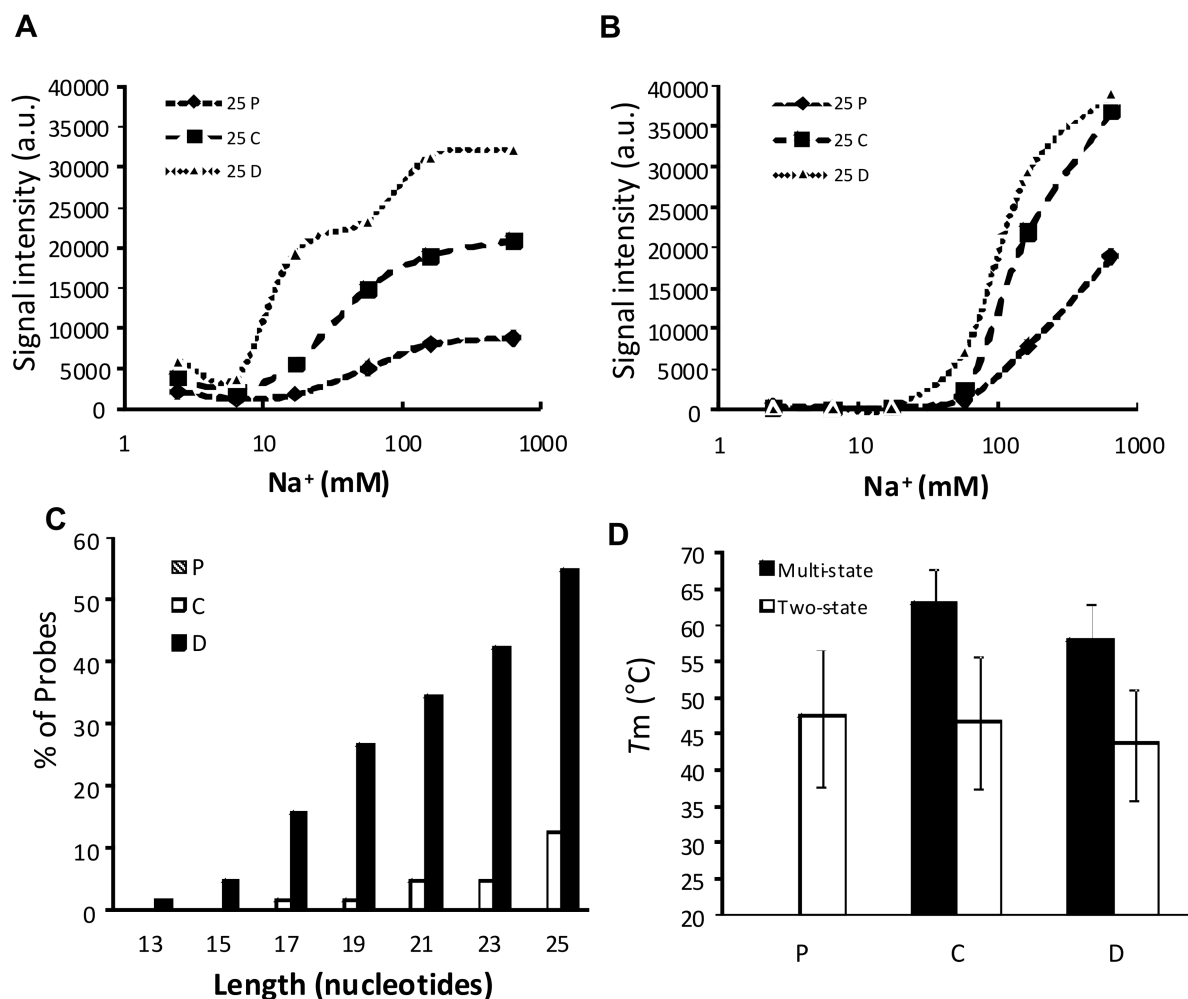 A
Signal intensity (a.u.)
40000
35000
30000
25000
20000
15000
10000
5000
0
25 P
25 C
25 D
1
10
100
1000
Na⁺ (mM)
B
Signal intensity (a.u.)
40000
35000
30000
25000
20000
15000
10000
5000
0
25 P
25 C
25 D
1
10
100
1000
Na⁺ (mM)
C
% of Probes
60
50
40
30
20
10
0
P
C
D
13
15
17
19
21
23
25
Length (nucleotides)
D
Tm (°C)
70
65
60
55
50
45
40
35
30
25
20
Multi-state
Two-state
P
C
D